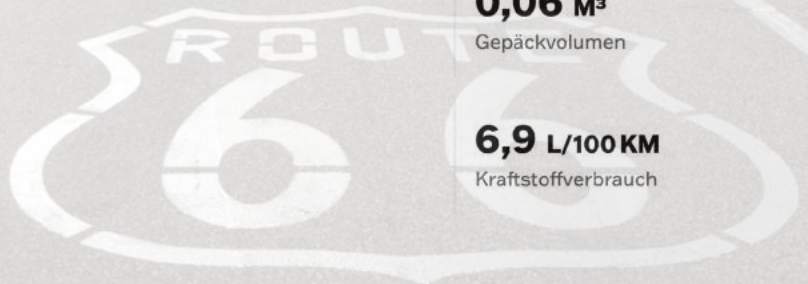 0,06 M³
Gepäckvolumen
ROUTE
66
6,9 L/100 KM
Kraftstoffverbrauch